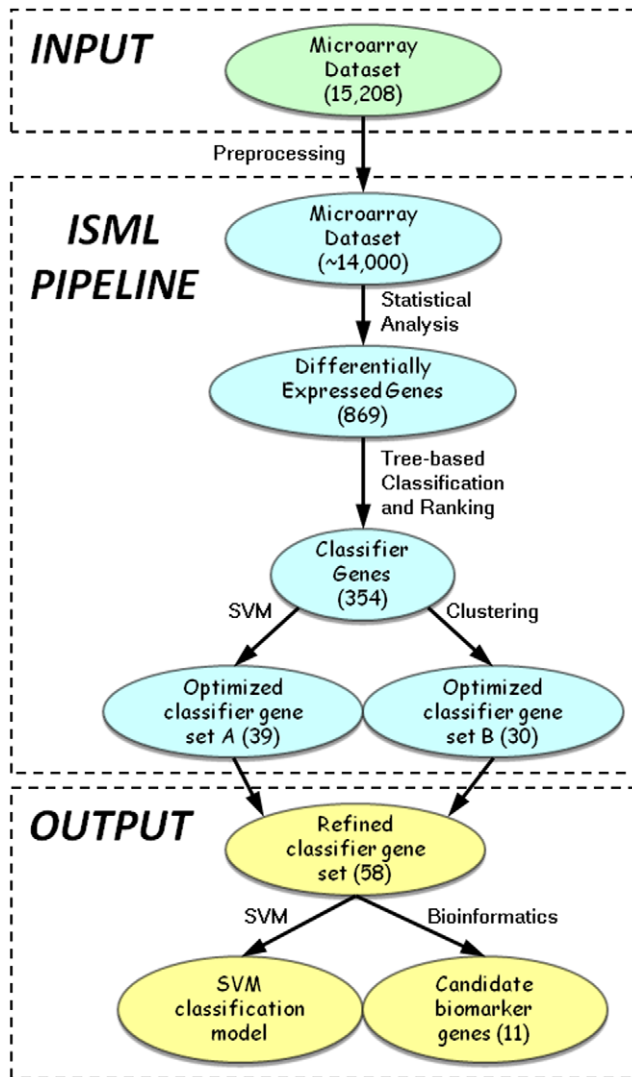 INPUT
Microarray
Dataset
(15,208)
Preprocessing
ISML
PIPELINE
Microarray
Dataset
(~14,000)
Statistical
Analysis
Differentially
Expressed Genes
(869)
Tree-based
Classification
and Ranking
Classifier
Genes
(354)
SVM
Clustering
Optimized
classifier gene
set A (39)
Optimized
classifier gene
set B (30)
OUTPUT
Refined
classifier gene
set (58)
SVM
Bioinformatics
SVM
classification
model
Candidate
biomarker
genes (11)